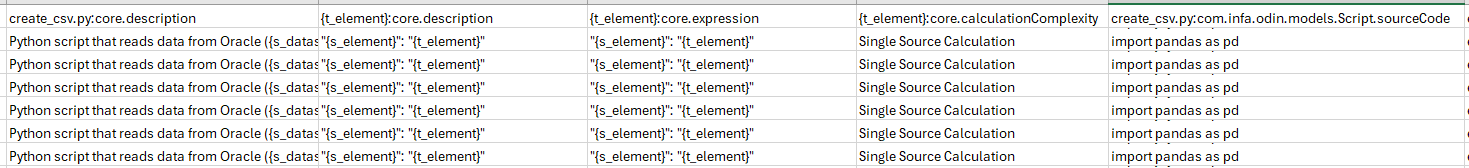 create_csv.py:core.description {t_element}:core.description {t_element}:core.expression {t_element}:core.calculationComplexity create_csv.py:com.infa.odin.models.Script.sourceCode
Python script that reads data from Oracle ({s_datas "{s_element}": "{t_element}" "{s_element}": "{t_element}" Single Source Calculation import pandas as pd
Python script that reads data from Oracle ({s_datas "{s_element}": "{t_element}" "{s_element}": "{t_element}" Single Source Calculation import pandas as pd
Python script that reads data from Oracle ({s_datas "{s_element}": "{t_element}" "{s_element}": "{t_element}" Single Source Calculation import pandas as pd
Python script that reads data from Oracle ({s_datas "{s_element}": "{t_element}" "{s_element}": "{t_element}" Single Source Calculation import pandas as pd
Python script that reads data from Oracle ({s_datas "{s_element}": "{t_element}" "{s_element}": "{t_element}" Single Source Calculation import pandas as pd
Python script that reads data from Oracle ({s_datas "{s_element}": "{t_element}" "{s_element}": "{t_element}" Single Source Calculation import pandas as pd